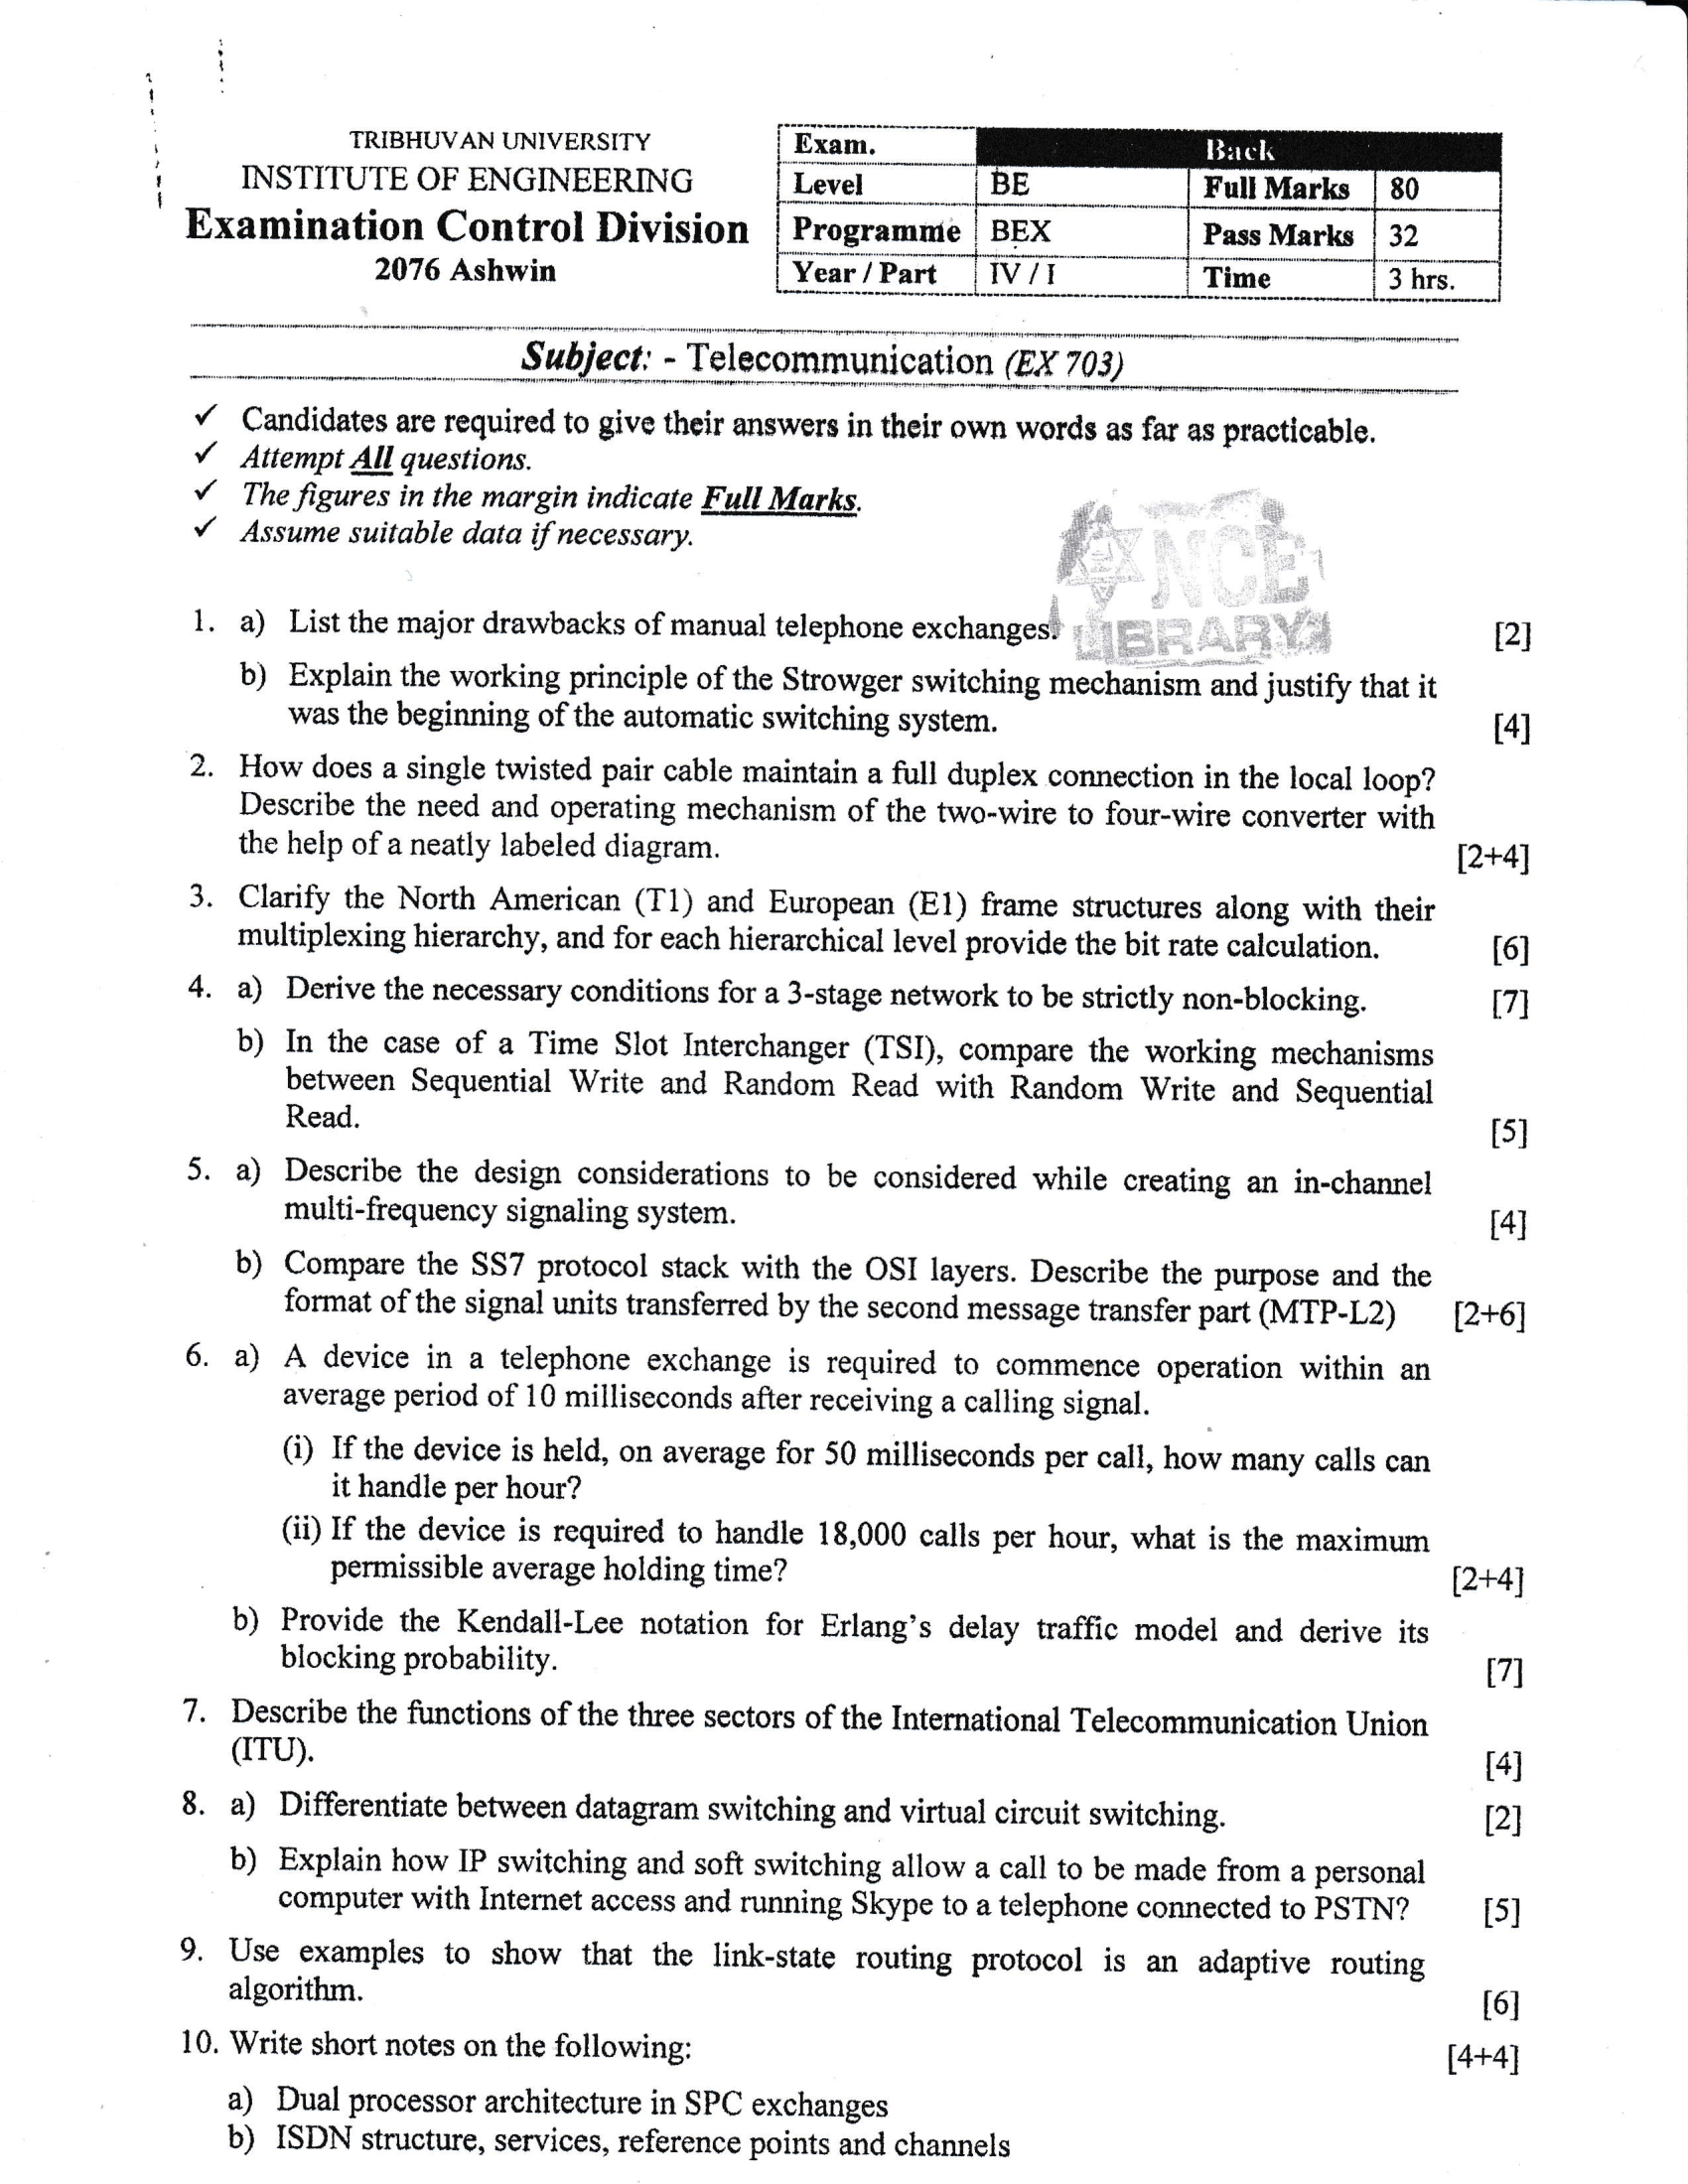 TRIBHUVAN UNIVERSITY
INSTITUTE OF ENGINEERING
Examination Control Division
2076 Ashwin
Exam. Back
Level BE Full Marks 80
Programme BEX Pass Marks 32
Year / Part IV / I Time 3 hrs.
Subject: - Telecommunication (EX 703)
✓ Candidates are required to give their answers in their own words as far as practicable.
✓ Attempt All questions.
✓ The figures in the margin indicate Full Marks.
✓ Assume suitable data if necessary.
NCE
LIBRARY
1. a) List the major drawbacks of manual telephone exchanges. [2]
b) Explain the working principle of the Strowger switching mechanism and justify that it
was the beginning of the automatic switching system. [4]
2. How does a single twisted pair cable maintain a full duplex connection in the local loop?
Describe the need and operating mechanism of the two-wire to four-wire converter with
the help of a neatly labeled diagram. [2+4]
3. Clarify the North American (T1) and European (E1) frame structures along with their
multiplexing hierarchy, and for each hierarchical level provide the bit rate calculation. [6]
4. a) Derive the necessary conditions for a 3-stage network to be strictly non-blocking. [7]
b) In the case of a Time Slot Interchanger (TSI), compare the working mechanisms
between Sequential Write and Random Read with Random Write and Sequential
Read. [5]
5. a) Describe the design considerations to be considered while creating an in-channel
multi-frequency signaling system. [4]
b) Compare the SS7 protocol stack with the OSI layers. Describe the purpose and the
format of the signal units transferred by the second message transfer part (MTP-L2) [2+6]
6. a) A device in a telephone exchange is required to commence operation within an
average period of 10 milliseconds after receiving a calling signal.
(i) If the device is held, on average for 50 milliseconds per call, how many calls can
it handle per hour?
(ii) If the device is required to handle 18,000 calls per hour, what is the maximum
permissible average holding time? [2+4]
b) Provide the Kendall-Lee notation for Erlang's delay traffic model and derive its
blocking probability. [7]
7. Describe the functions of the three sectors of the International Telecommunication Union
(ITU). [4]
8. a) Differentiate between datagram switching and virtual circuit switching. [2]
b) Explain how IP switching and soft switching allow a call to be made from a personal
computer with Internet access and running Skype to a telephone connected to PSTN? [5]
9. Use examples to show that the link-state routing protocol is an adaptive routing
algorithm. [6]
10. Write short notes on the following: [4+4]
a) Dual processor architecture in SPC exchanges
b) ISDN structure, services, reference points and channels